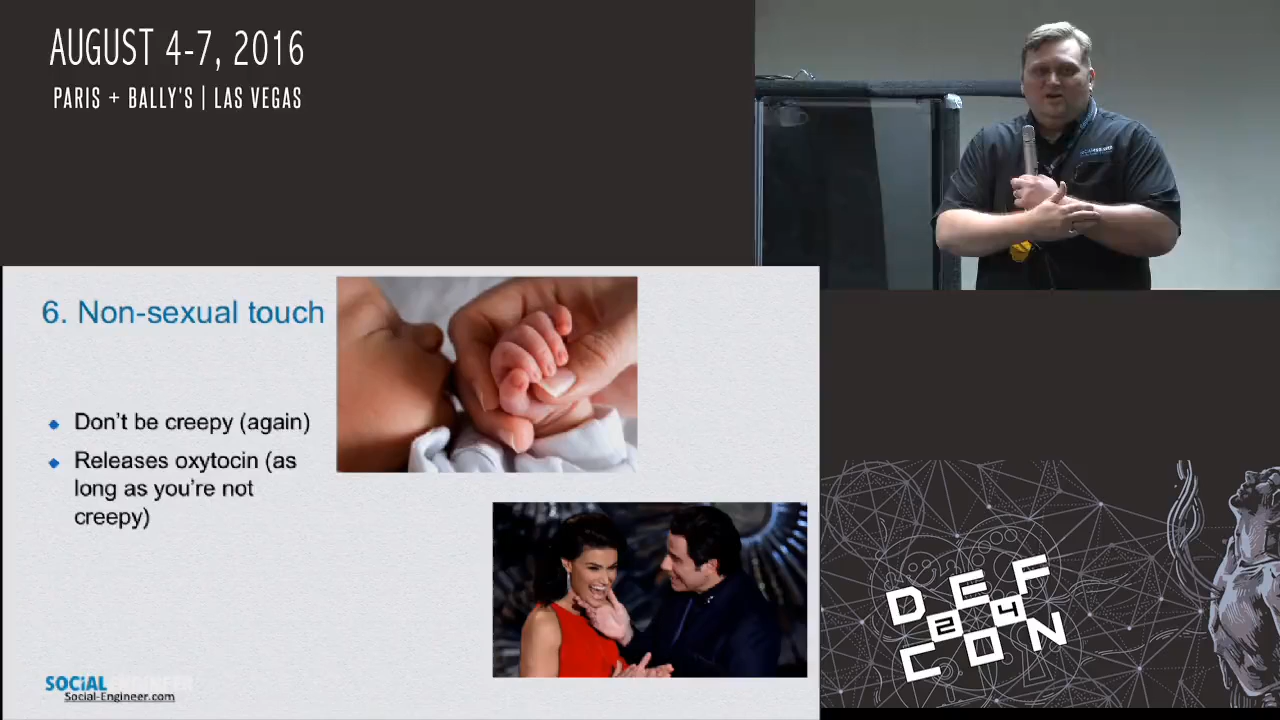 AUGUST 4-7, 2016
PARIS + BALLY'S | LAS VEGAS
6. Non-sexual touch
Don't be creepy (again)
Releases oxytocin (as
long as you're not
creepy)
SOCIAL ENGINEER
Social-Engineer.com
DEF
24
CON